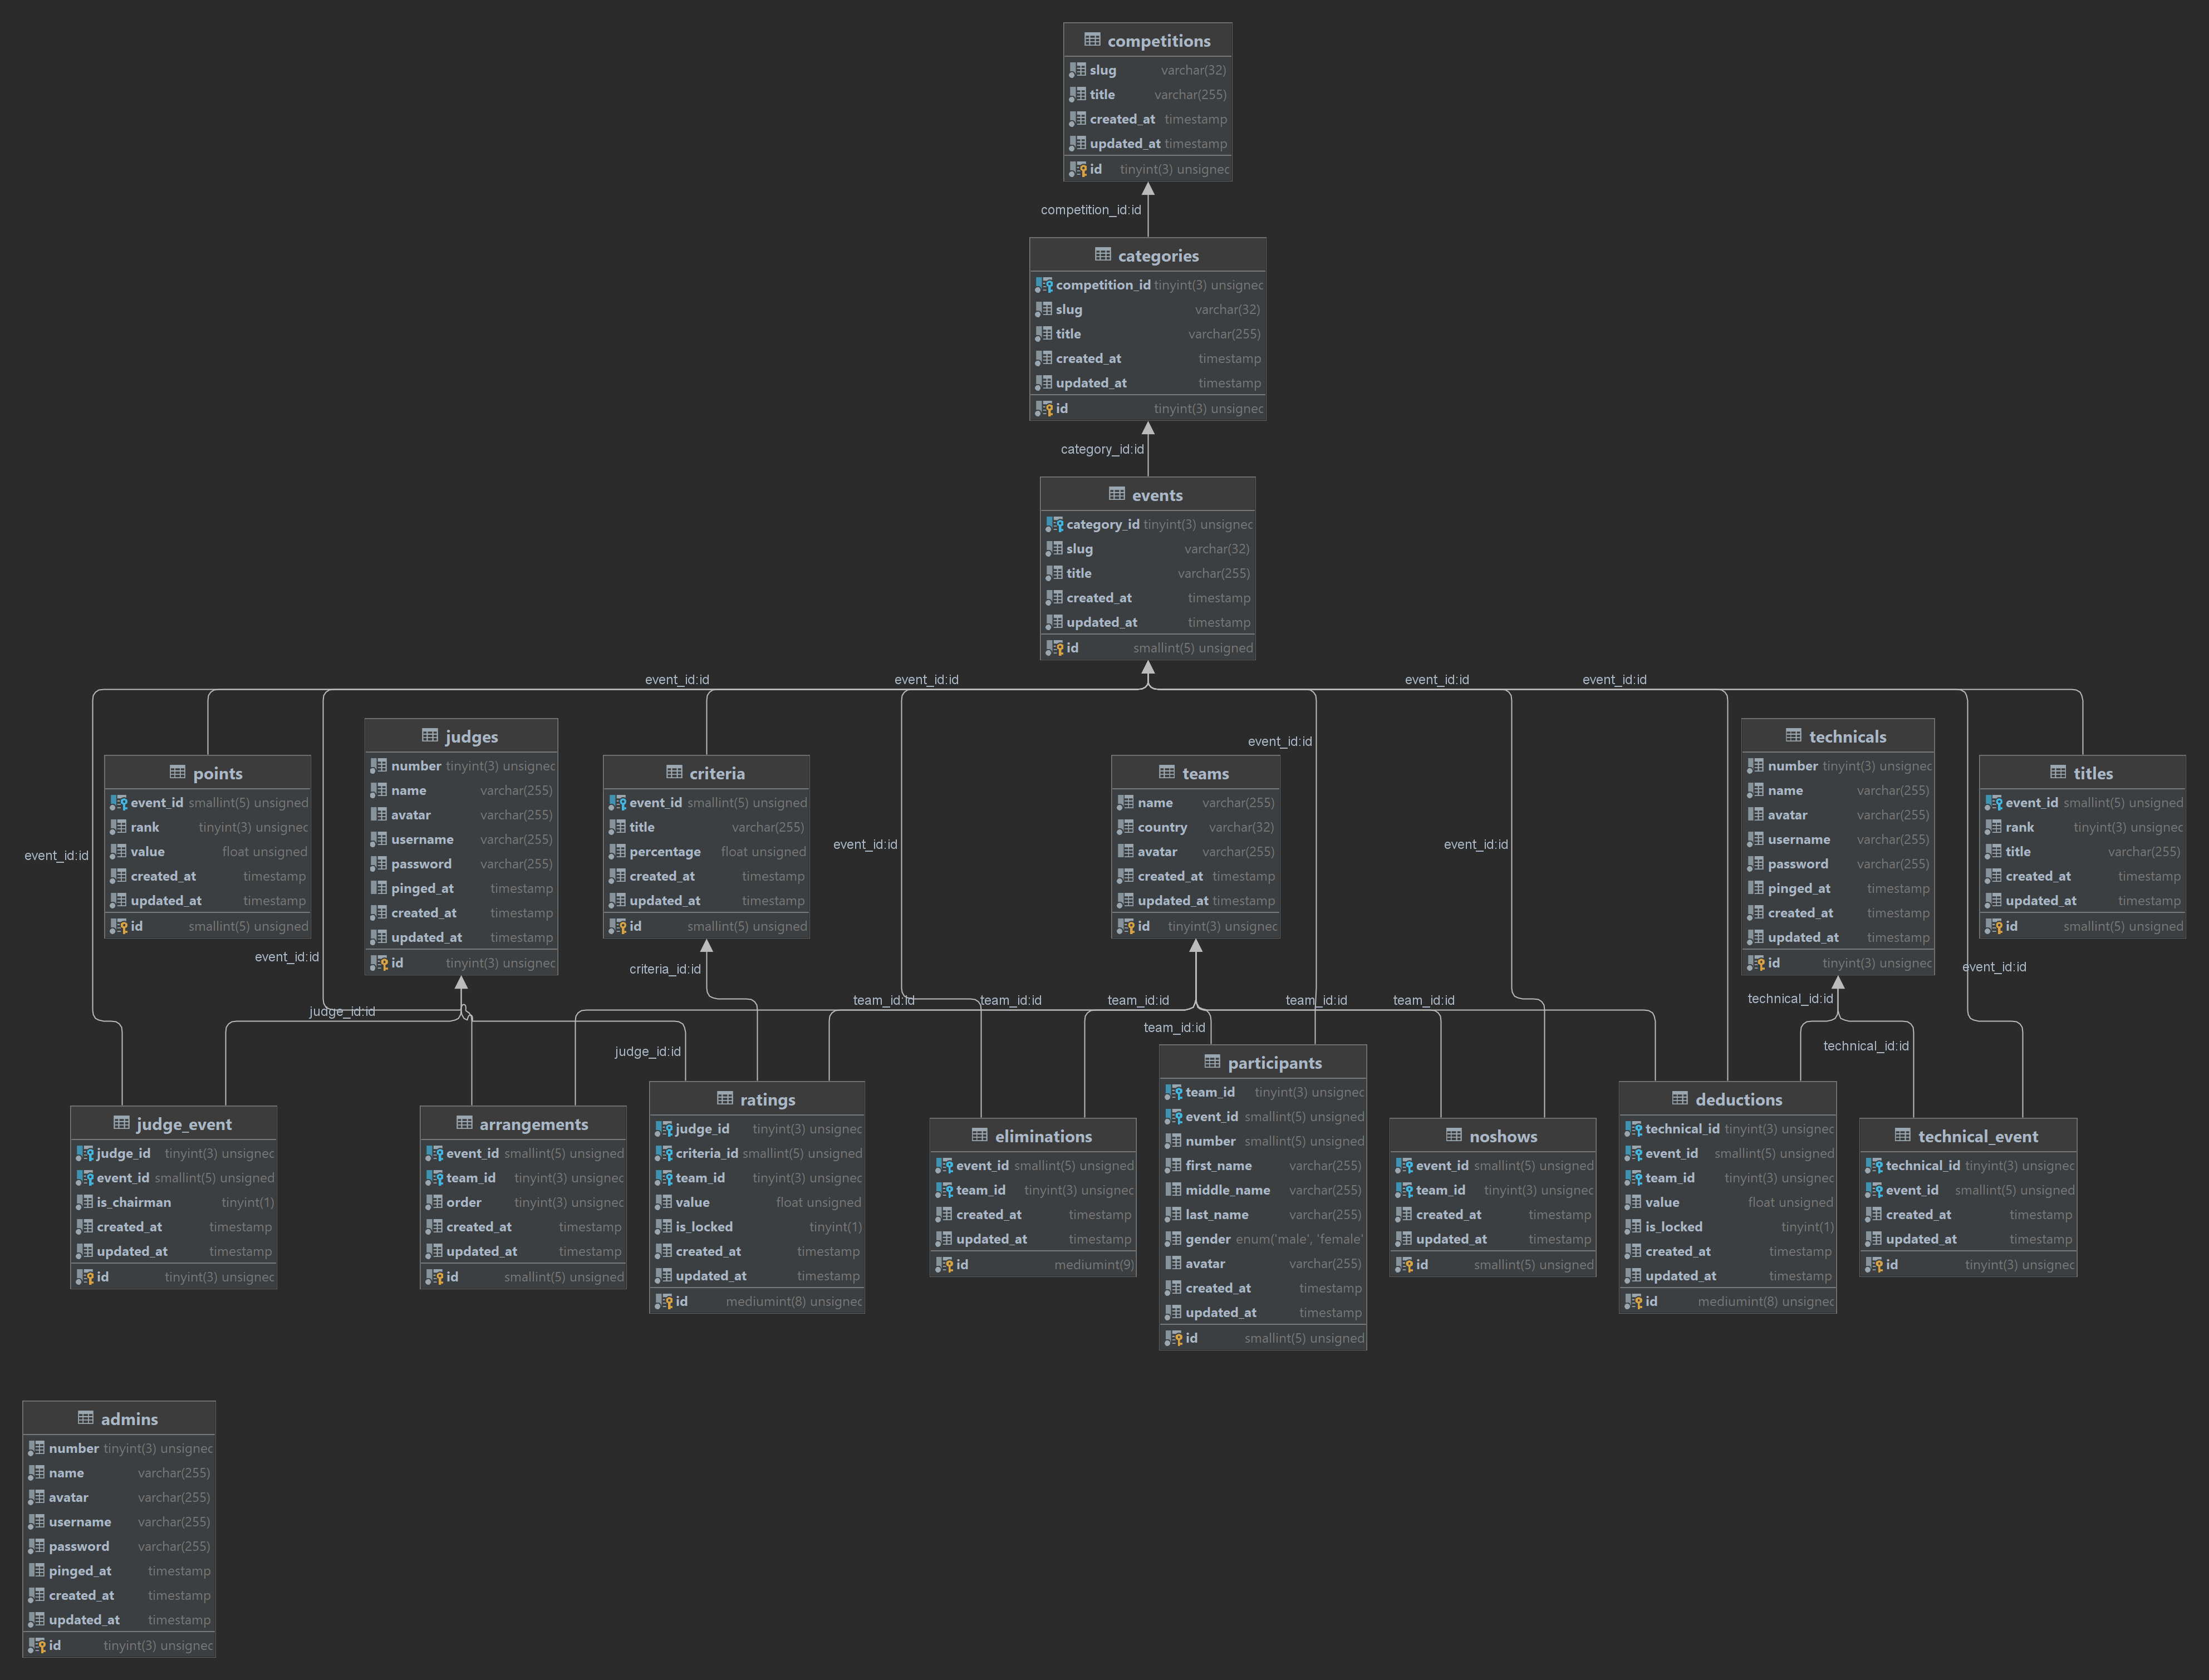 competitions
slug varchar(32)
title varchar(255)
created_at timestamp
updated_at timestamp
id tinyint(3) unsignec
competition_id:id
categories
competition_id tinyint(3) unsignec
slug varchar(32)
title varchar(255)
created_at timestamp
updated_at timestamp
id tinyint(3) unsignec
category_id:id
events
category_id tinyint(3) unsignec
slug varchar(32)
title varchar(255)
created_at timestamp
updated_at timestamp
id smallint(5) unsigned
event_id:id
event_id:id
event_id:id
event_id:id
event_id:id
event_id:id
event_id:id
event_id:id
event_id:id
event_id:id
points
event_id smallint(5) unsigned
rank tinyint(3) unsignec
value float unsigned
created_at timestamp
updated_at timestamp
id smallint(5) unsigned
judges
number tinyint(3) unsignec
name varchar(255)
avatar varchar(255)
username varchar(255)
password varchar(255)
pinged_at timestamp
created_at timestamp
updated_at timestamp
id tinyint(3) unsignec
criteria
event_id smallint(5) unsigned
title varchar(255)
percentage float unsigned
created_at timestamp
updated_at timestamp
id smallint(5) unsigned
teams
name varchar(255)
country varchar(32)
avatar varchar(255)
created_at timestamp
updated_at timestamp
id tinyint(3) unsignec
technicals
number tinyint(3) unsignec
name varchar(255)
avatar varchar(255)
username varchar(255)
password varchar(255)
pinged_at timestamp
created_at timestamp
updated_at timestamp
id tinyint(3) unsignec
titles
event_id smallint(5) unsigned
rank tinyint(3) unsignec
title varchar(255)
created_at timestamp
updated_at timestamp
id smallint(5) unsigned
criteria_id:id
judge_id:id
judge_id:id
team_id:id
team_id:id
team_id:id
team_id:id
team_id:id
team_id:id
technical_id:id
technical_id:id
judge_event
judge_id tinyint(3) unsignec
event_id smallint(5) unsigned
is_chairman tinyint(1)
created_at timestamp
updated_at timestamp
id tinyint(3) unsignec
arrangements
event_id smallint(5) unsigned
team_id tinyint(3) unsignec
order tinyint(3) unsignec
created_at timestamp
updated_at timestamp
id smallint(5) unsigned
ratings
judge_id tinyint(3) unsignec
criteria_id smallint(5) unsigned
team_id tinyint(3) unsignec
value float unsigned
is_locked tinyint(1)
created_at timestamp
updated_at timestamp
id mediumint(8) unsignec
eliminations
event_id smallint(5) unsigned
team_id tinyint(3) unsignec
created_at timestamp
updated_at timestamp
id mediumint(9)
participants
team_id tinyint(3) unsignec
event_id smallint(5) unsigned
number smallint(5) unsigned
first_name varchar(255)
middle_name varchar(255)
last_name varchar(255)
gender enum('male', 'female'
avatar varchar(255)
created_at timestamp
updated_at timestamp
id smallint(5) unsigned
noshows
event_id smallint(5) unsigned
team_id tinyint(3) unsignec
created_at timestamp
updated_at timestamp
id smallint(5) unsigned
deductions
technical_id tinyint(3) unsignec
event_id smallint(5) unsigned
team_id tinyint(3) unsignec
value float unsigned
is_locked tinyint(1)
created_at timestamp
updated_at timestamp
id mediumint(8) unsignec
technical_event
technical_id tinyint(3) unsignec
event_id smallint(5) unsigned
created_at timestamp
updated_at timestamp
id tinyint(3) unsignec
admins
number tinyint(3) unsignec
name varchar(255)
avatar varchar(255)
username varchar(255)
password varchar(255)
pinged_at timestamp
created_at timestamp
updated_at timestamp
id tinyint(3) unsignec